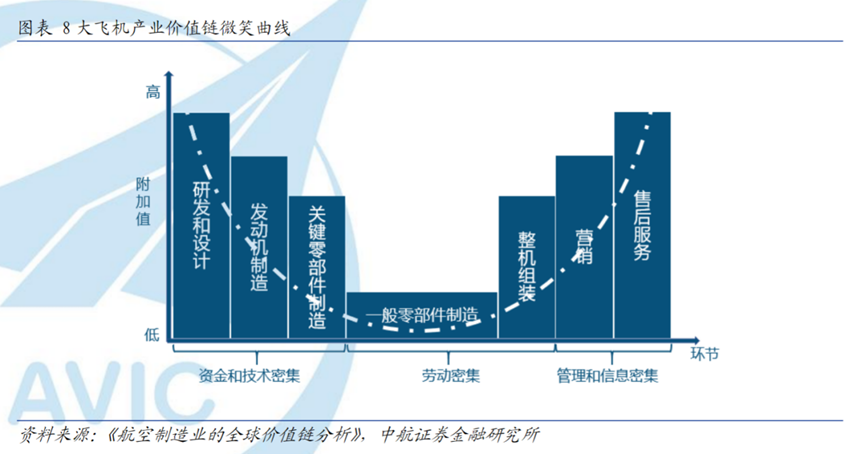 图表 8大飞机产业价值链微笑曲线
高
附加值
低
研发和设计
发动机制造
关键零部件制造
一般零部件制造
整机组装
营销
售后服务
环节
资金和技术密集
劳动密集
管理和信息密集
AVIC
资料来源：《航空制造业的全球价值链分析》，中航证券金融研究所